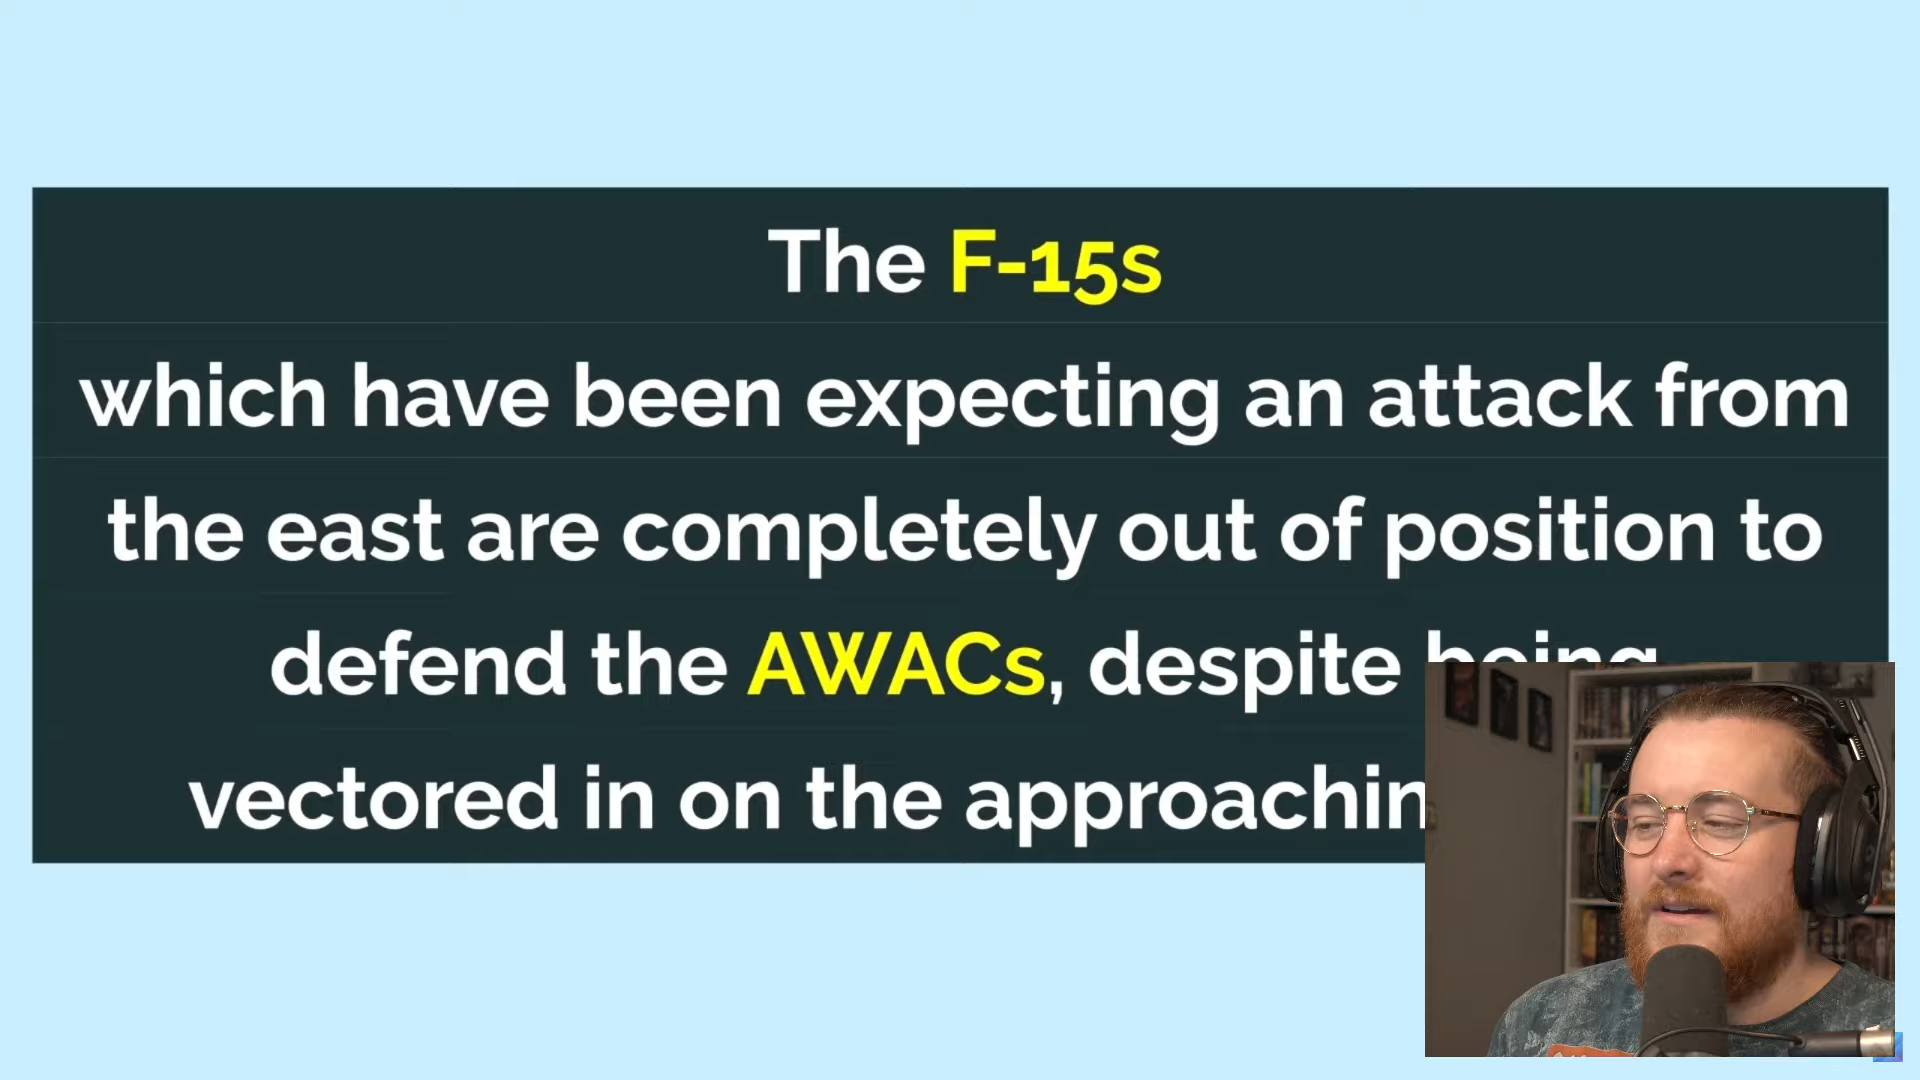 The F-15s
which have been expecting an attack from
the east are completely out of position to
defend the AWACs, despite being
vectored in on the approachin